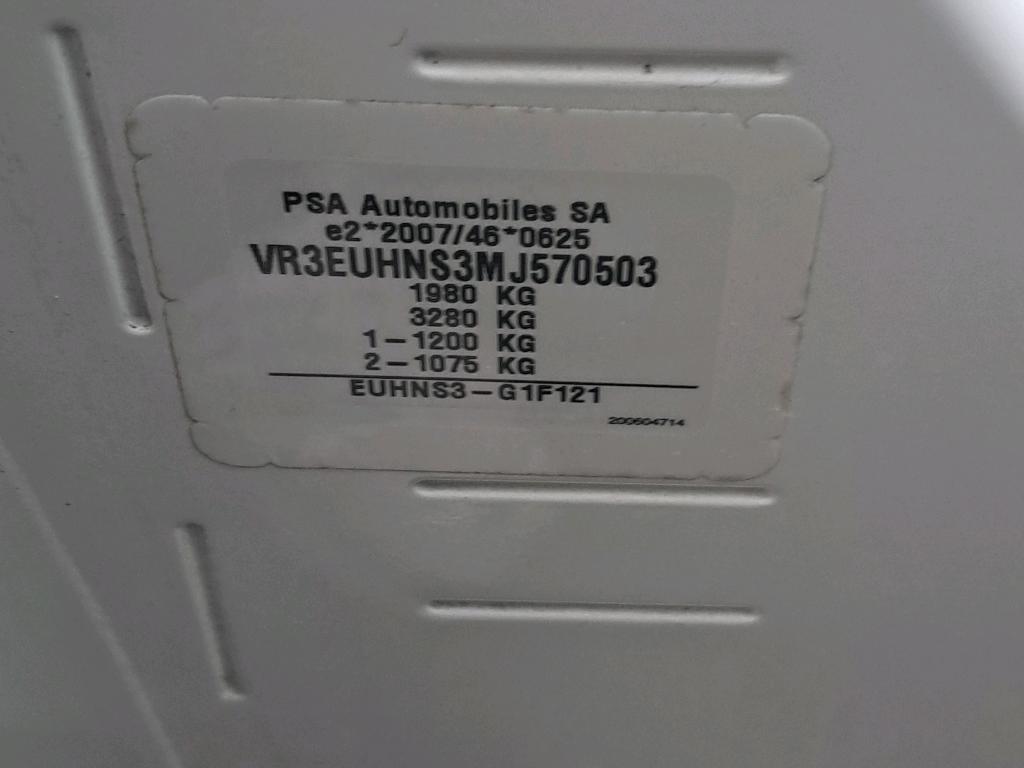 PSA Automobiles SA
e2*2007/46*0625
VR3EUHNS3MJ570503
1980 KG
3280 KG
1-1200 KG
2-1075 KG
EUHNS3-G1F121
200604714